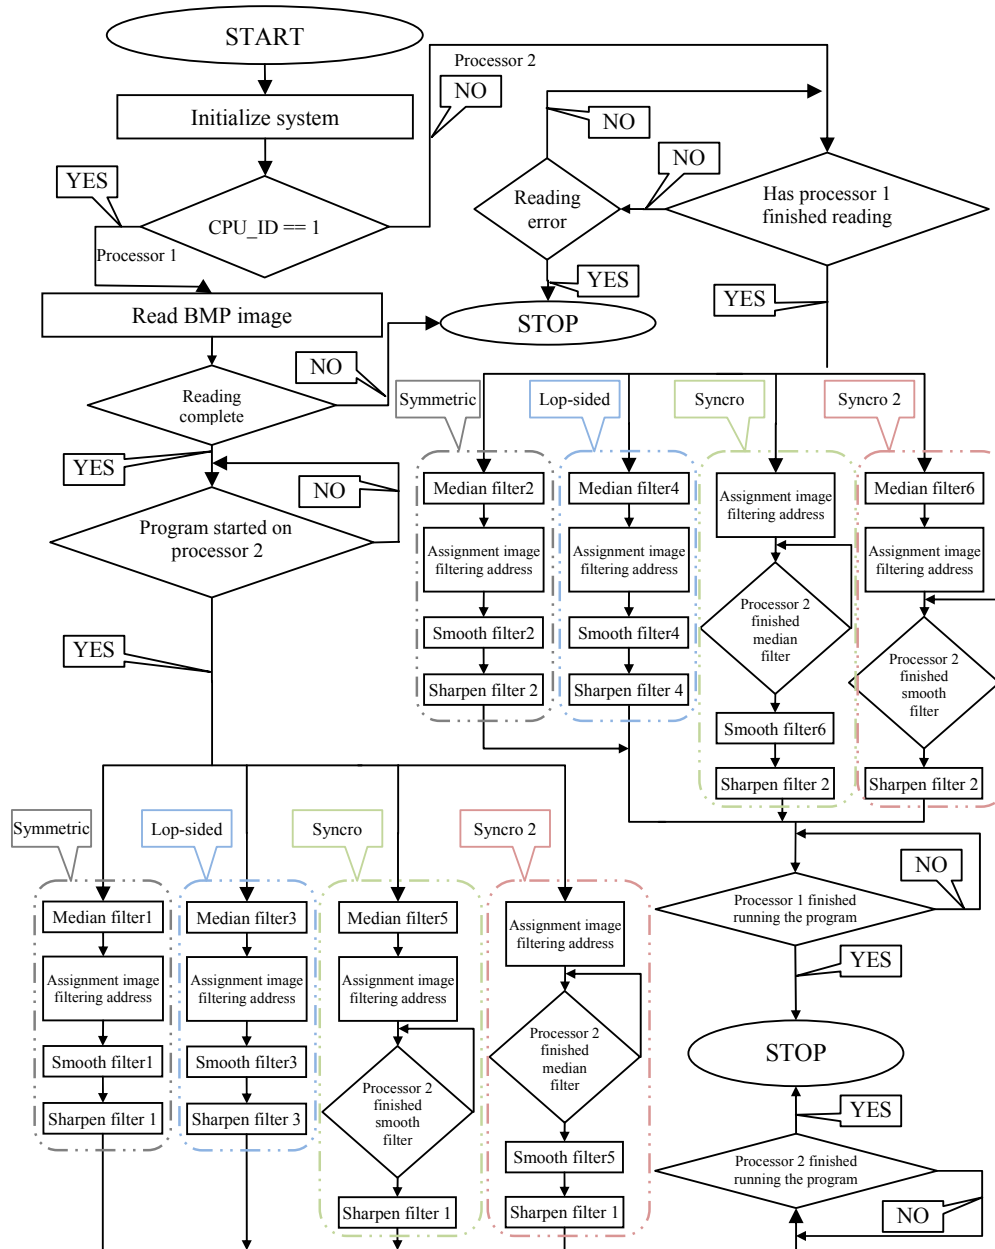 START
Processor 2
NO
Initialize system
NO
YES
NO
CPU_ID == 1
Reading
error
Has processor 1
finished reading
Processor 1
YES
YES
Read BMP image
STOP
NO
Reading
complete
Symmetric
Lop-sided
Syncro
Syncro 2
YES
NO
Program started on
processor 2
Median filter2
Assignment image
filtering address
Smooth filter2
Sharpen filter 2
Median filter4
Assignment image
filtering address
Smooth filter4
Sharpen filter 4
Assignment image
filtering address
Processor 2
finished
median
filter
Smooth filter6
Sharpen filter 2
Median filter6
Assignment image
filtering address
Processor 2
finished
smooth
filter
Sharpen filter 2
YES
Symmetric
Lop-sided
Syncro
Syncro 2
Median filter1
Assignment image
filtering address
Smooth filter1
Sharpen filter 1
Median filter3
Assignment image
filtering address
Smooth filter3
Sharpen filter 3
Median filter5
Assignment image
filtering address
Processor 2
finished
smooth
filter
Sharpen filter 1
Assignment image
filtering address
Processor 2
finished
median
filter
Smooth filter5
Sharpen filter 1
NO
Processor 1 finished
running the program
YES
STOP
YES
Processor 2 finished
running the program
NO